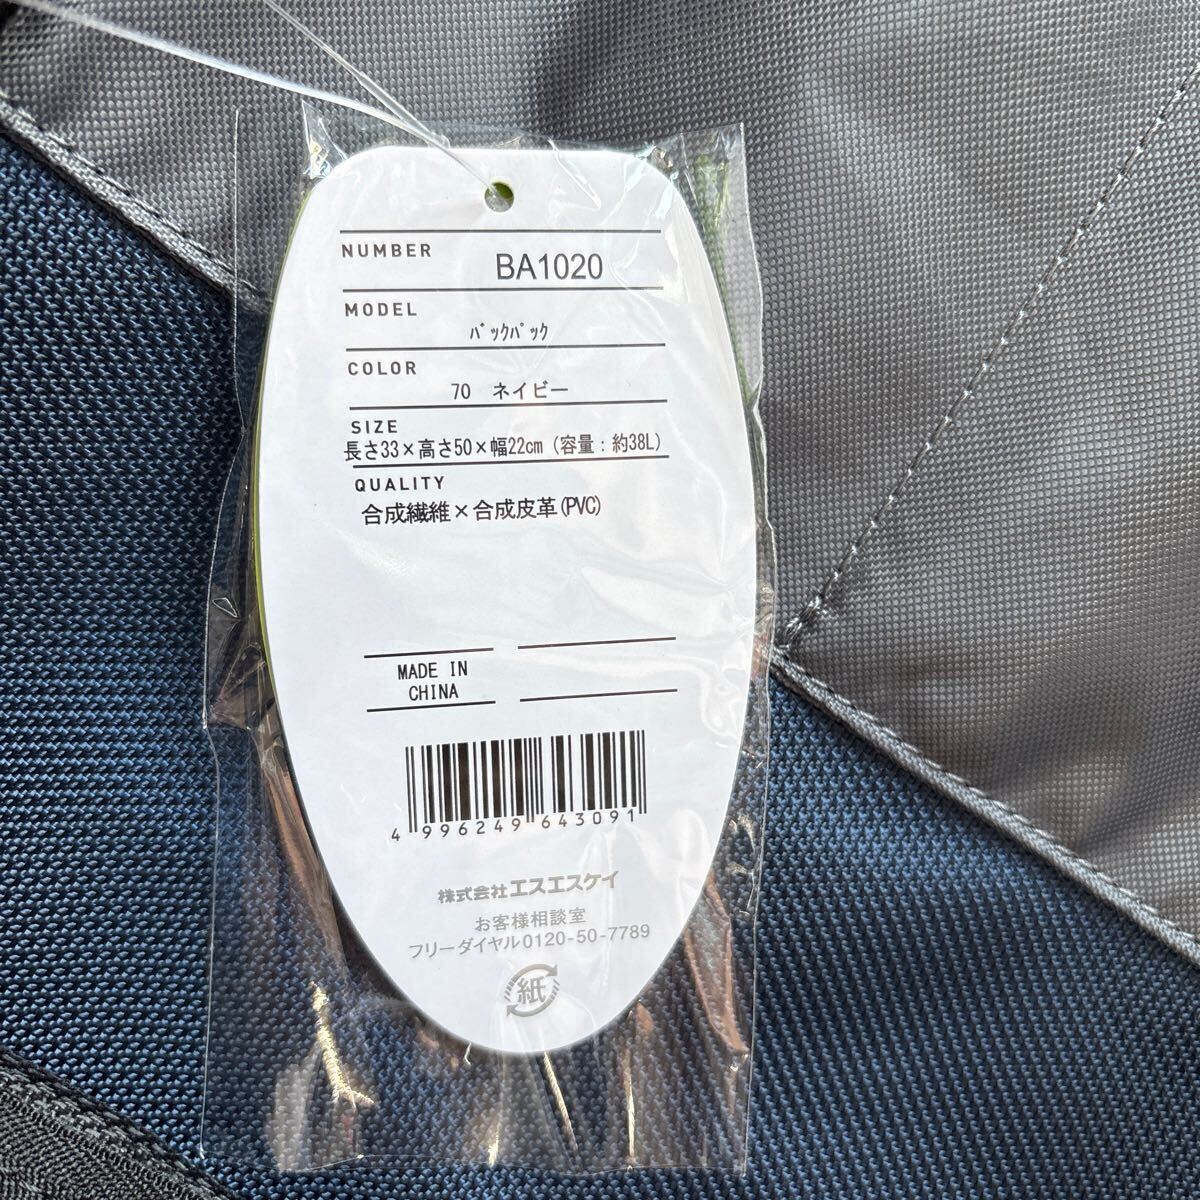 NUMBER
BA1020
MODEL
ﾊﾞｯｸﾊﾟｯｸ
COLOR
70 ネイビー
SIZE
長さ33×高さ50×幅22cm (容量：約38L)
QUALITY
合成繊維×合成皮革(PVC)
MADE IN
CHINA
4 996249 643091
株式会社エスエスケイ
お客様相談室
フリーダイヤル0120-50-7789
紙